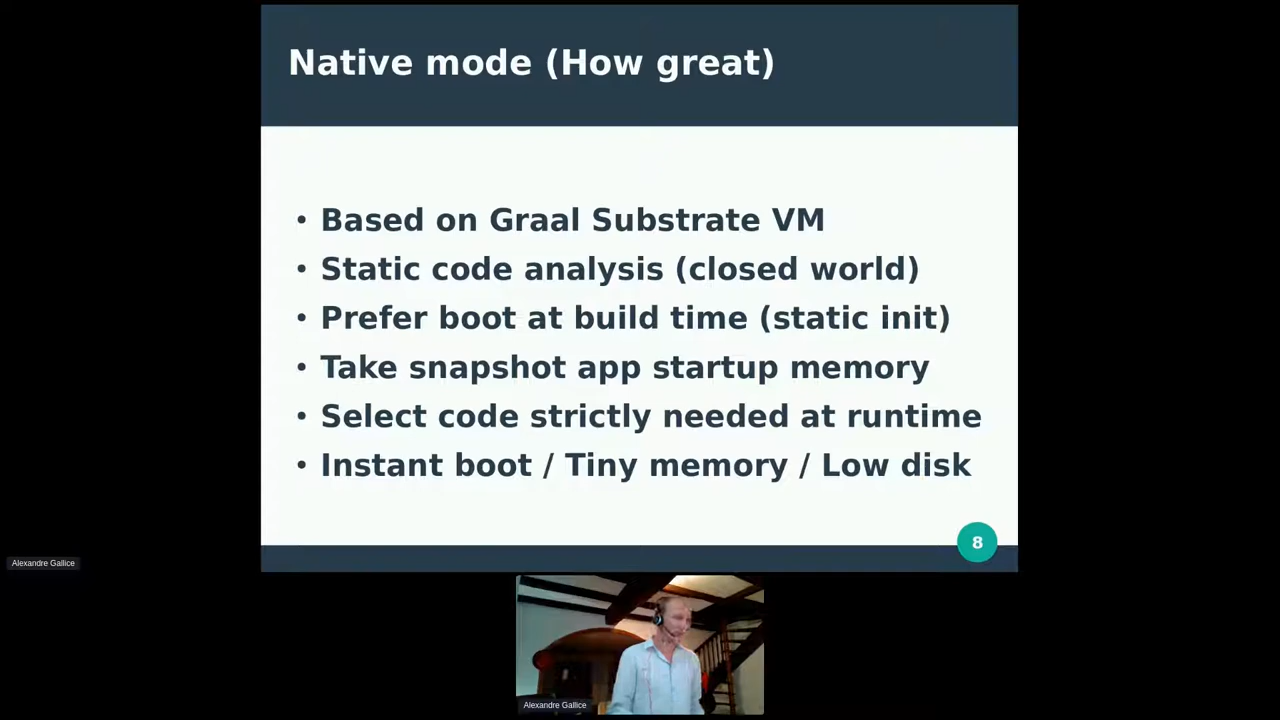 Native mode (How great)
• Based on Graal Substrate VM
• Static code analysis (closed world)
• Prefer boot at build time (static init)
• Take snapshot app startup memory
• Select code strictly needed at runtime
• Instant boot / Tiny memory / Low disk
8
Alexandre Gallice
Alexandre Gallice